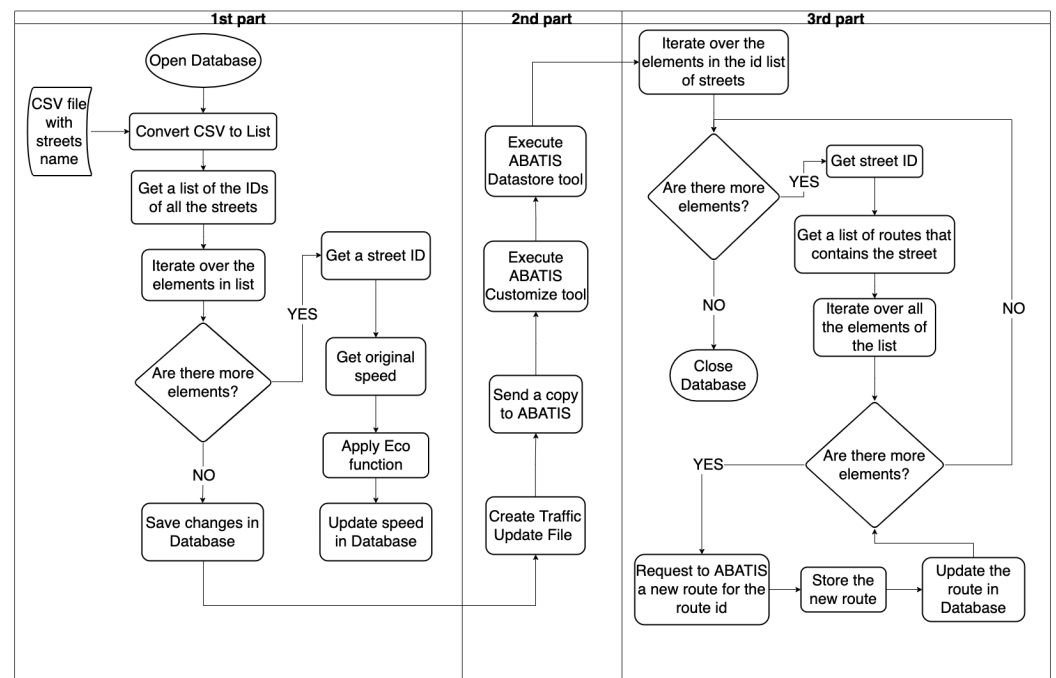 1st part
2nd part
3rd part
Open Database
CSV file
with
streets
name
Convert CSV to List
Get a list of the IDs
of all the streets
Iterate over the
elements in list
Are there more
elements?
YES
NO
Get a street ID
Get original
speed
Apply Eco
function
Update speed
in Database
Save changes in
Database
Execute
ABATIS
Datastore tool
Execute
ABATIS
Customize tool
Send a copy
to ABATIS
Create Traffic
Update File
Iterate over the
elements in the id list
of streets
Are there more
elements?
YES
NO
Get street ID
Get a list of routes that
contains the street
Iterate over all
the elements of
the list
Close
Database
Are there more
elements?
YES
NO
Request to ABATIS
a new route for the
route id
Store the
new route
Update the
route in
Database